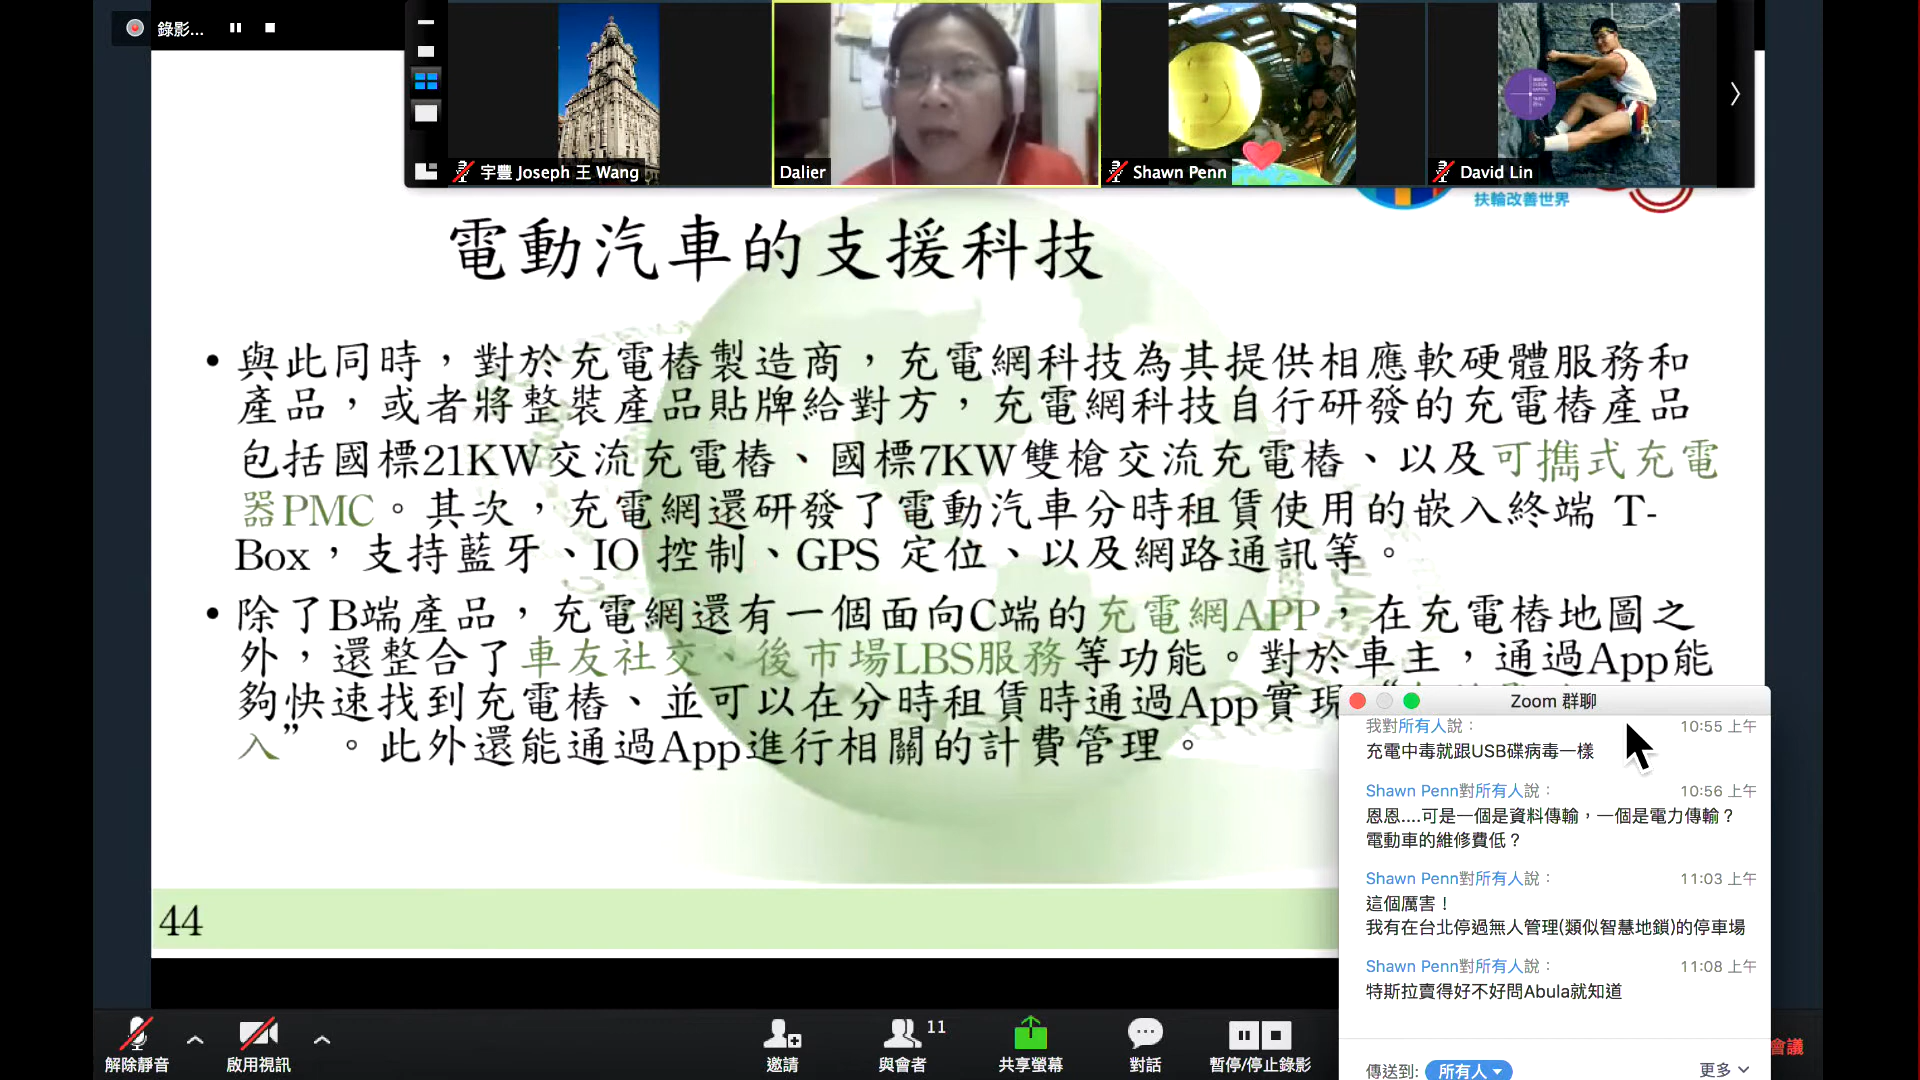 錄影...
宇豐 Joseph 王 Wang
Dalier
Shawn Penn
David Lin
扶輪改善世界
電動汽車的支援科技
• 與此同時，對於充電樁製造商，充電網科技為其提供相應軟硬體服務和
產品，或者將整裝產品貼牌給對方，充電網科技自行研發的充電樁產品
包括國標21KW交流充電樁、國標7KW雙槍交流充電樁、以及可攜式充電
器PMC。其次，充電網還研發了電動汽車分時租賃使用的嵌入終端 T-
Box，支持藍牙、IO 控制、GPS 定位、以及網路通訊等。
• 除了B端產品，充電網還有一個面向C端的充電網APP，在充電樁地圖之
外，還整合了車友社交、後市場LBS服務等功能。對於車主，通過App能
夠快速找到充電樁、並可以在分時租賃時通過App實現“
入”。此外還能通過App進行相關的計費管理。
44
Zoom 群聊
我對所有人說： 10:55 上午
充電中毒就跟USB碟病毒一樣
Shawn Penn對所有人說： 10:56 上午
恩恩....可是一個是資料傳輸，一個是電力傳輸？
電動車的維修費低？
Shawn Penn對所有人說： 11:03 上午
這個厲害！
我有在台北停過無人管理(類似智慧地鎖)的停車場
Shawn Penn對所有人說： 11:08 上午
特斯拉賣得好不好問Abula就知道
傳送到: 所有人 更多
解除靜音
啟用視訊
邀請
與會者 11
共享螢幕
對話
暫停/停止錄影
會議